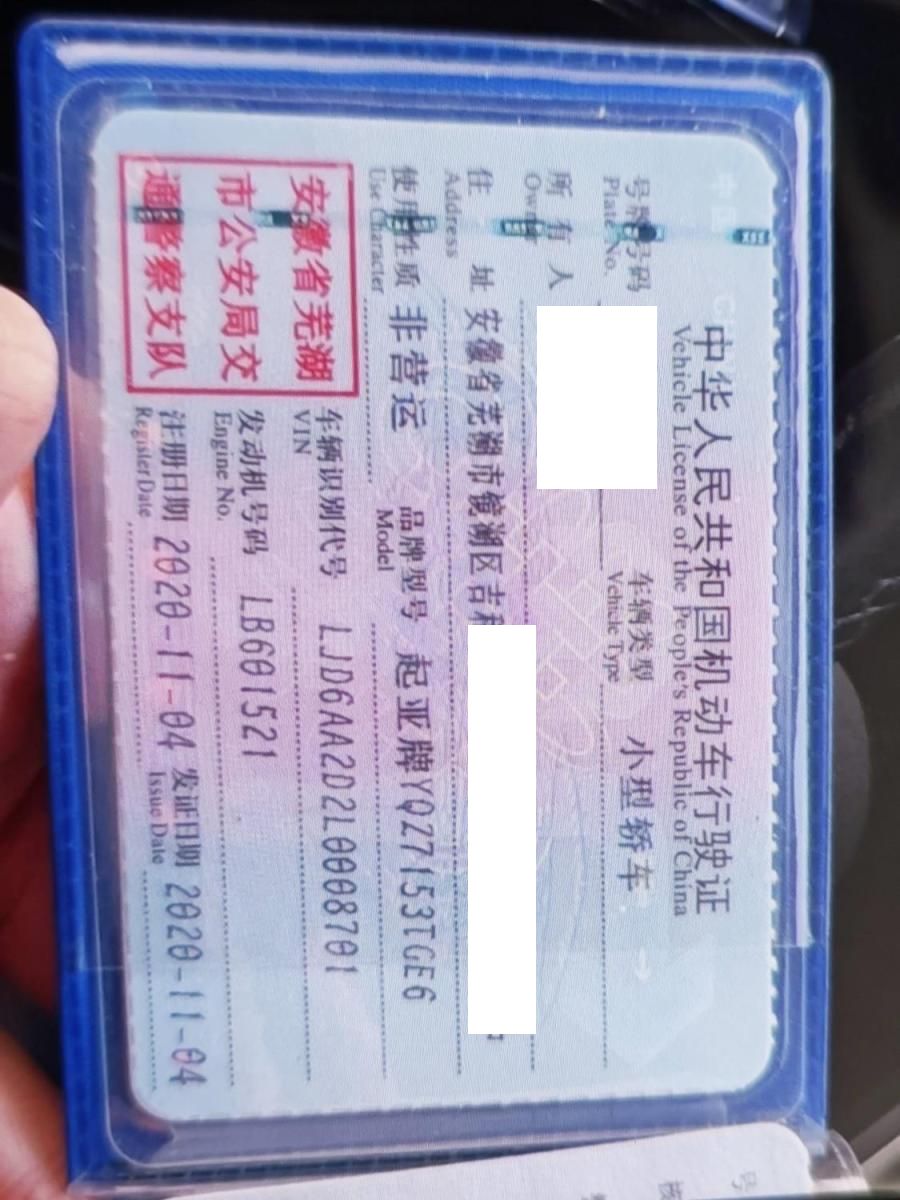 中华人民共和国机动车行驶证
Vehicle License of the People's Republic of China
号牌号码 车辆类型 小型轿车
Plate No. Vehicle Type
所有人
Owner
住址 安徽省芜湖市镜湖区吉和
Address
使用性质 非营运 品牌型号 起亚牌YQZ7153TGE6
Use Character Model
安徽省芜湖
市公安局交
通警察支队
车辆识别代号 LJD6AA2D2L0008701
VIN
发动机号码 LB601521
Engine No.
注册日期 2020-11-04 发证日期 2020-11-04
Register Date Issue Date
号